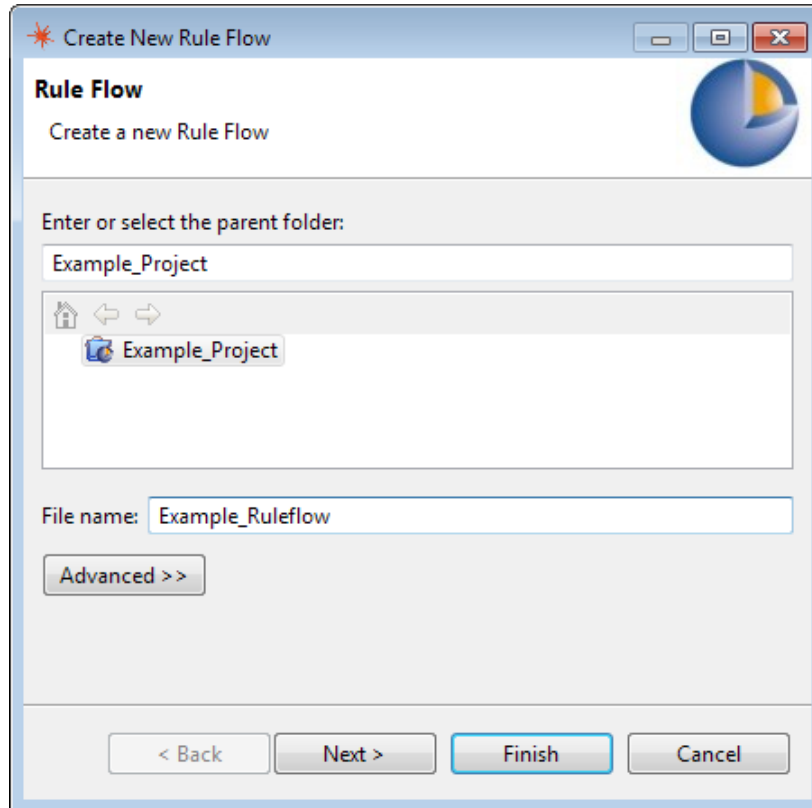 Create New Rule Flow
Rule Flow
Create a new Rule Flow
Enter or select the parent folder:
Example_Project
Example_Project
File name: Example_Ruleflow
Advanced >>
< Back Next > Finish Cancel